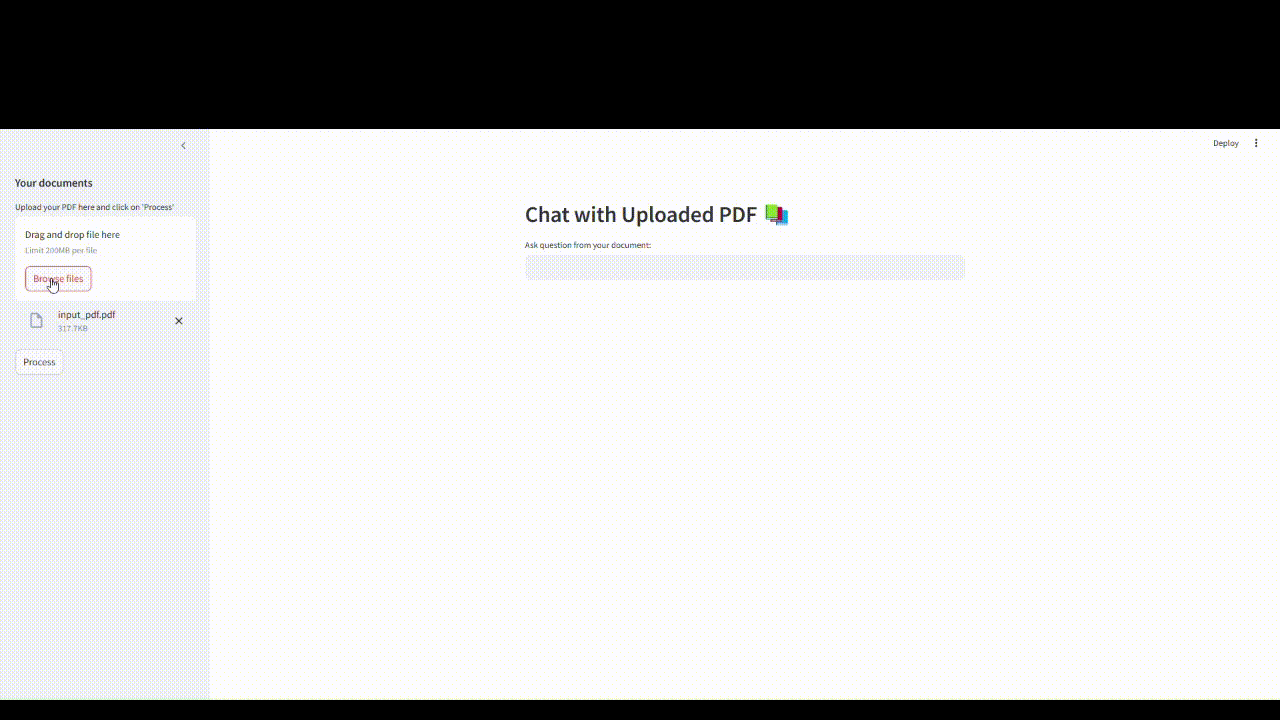 Deploy
Your documents
Upload your PDF here and click on 'Process'
Drag and drop file here
Limit 200MB per file
Browse files
input_pdf.pdf
317.7KB
Process
Chat with Uploaded PDF
Ask question from your document: